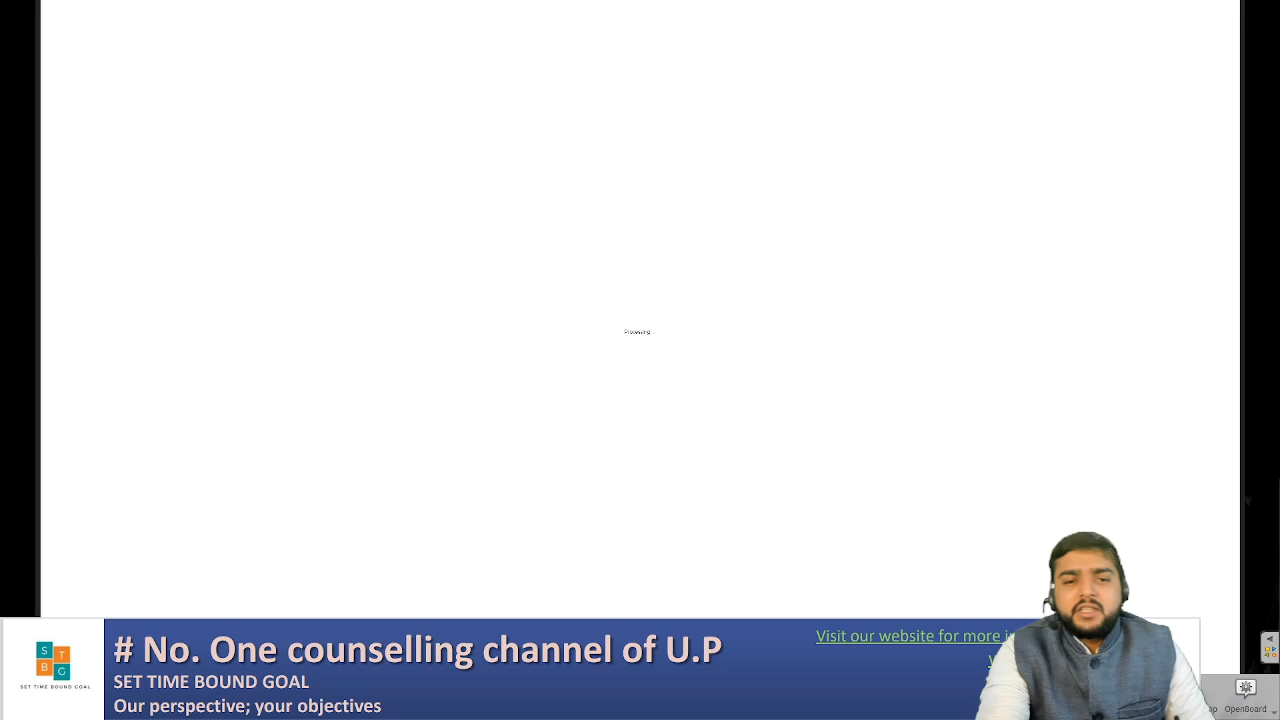 Processing...
S
T
B
G
SET TIME BOUND GOAL
# No. One counselling channel of U.P
SET TIME BOUND GOAL
Our perspective; your objectives
Visit our website for more
OpenBoard